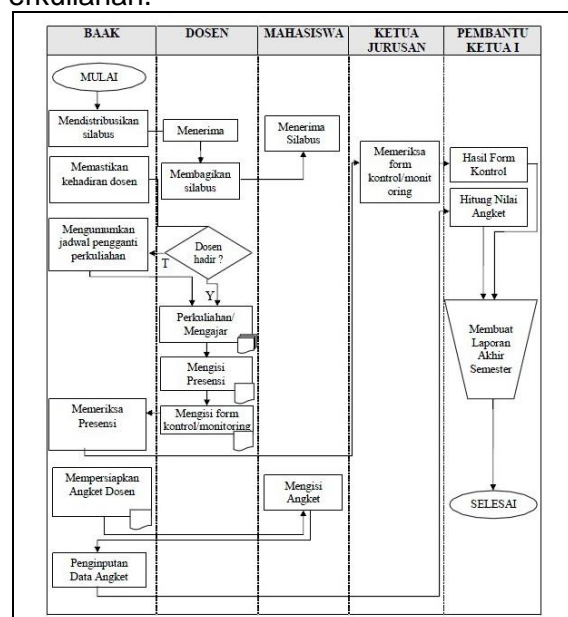 erkuliahan.
BAAK
DOSEN
MAHASISWA
KETUA
JURUSAN
PEMBANTU
KETUA I
MULAI
Mendistribusikan
silabus
Menerima
Menerima
Silabus
Memastikan
kehadiran dosen
Membagikan
silabus
Memeriksa
form
kontrol/monit
oring
Hasil Form
Kontrol
Hitung Nilai
Angket
Mengumumkan
jadwal pengganti
perkuliahan
Dosen
hadir ?
T
Y
Perkuliahan/
Mengajar
Mengisi
Presensi
Mengisi form
kontrol/monitoring
Memeriksa
Presensi
Membuat
Laporan
Akhir
Semester
Mempersiapkan
Angket Dosen
Mengisi
Angket
SELESAI
Penginputan
Data Angket